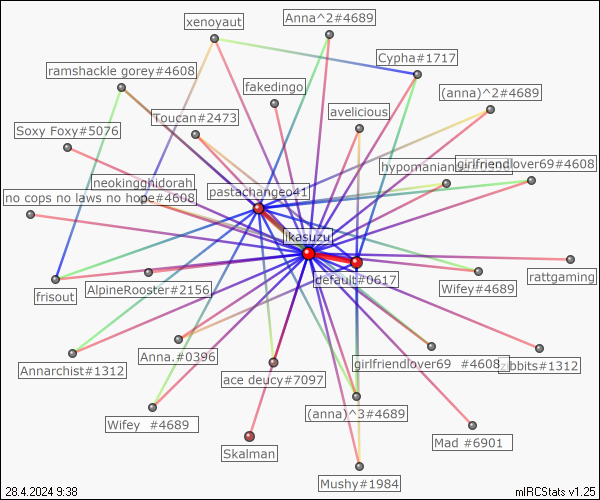 xenoyaut
Anna^2#4689
Cypha#1717
ramshackle gorey#4608
fakedingo
(anna)^2#4689
Toucan#2473
avelicious
Soxy Foxy#5076
girlfriendlover69#4608
neokingghidorah
pastachangeo41
no cops no laws no hope#4608
ikasuzu
default#0617
rattgaming
frisout
AlpineRooster#2156
Wifey#4689
Annarchist#1312
Anna.#0396
girlfriendlover69 #4608
ace deucy#7097
Wifey #4689
(anna)^3#4689
Mad #6901
Skalman
Mushy#1984
28.4.2024 9:38
mIRCStats v1.25